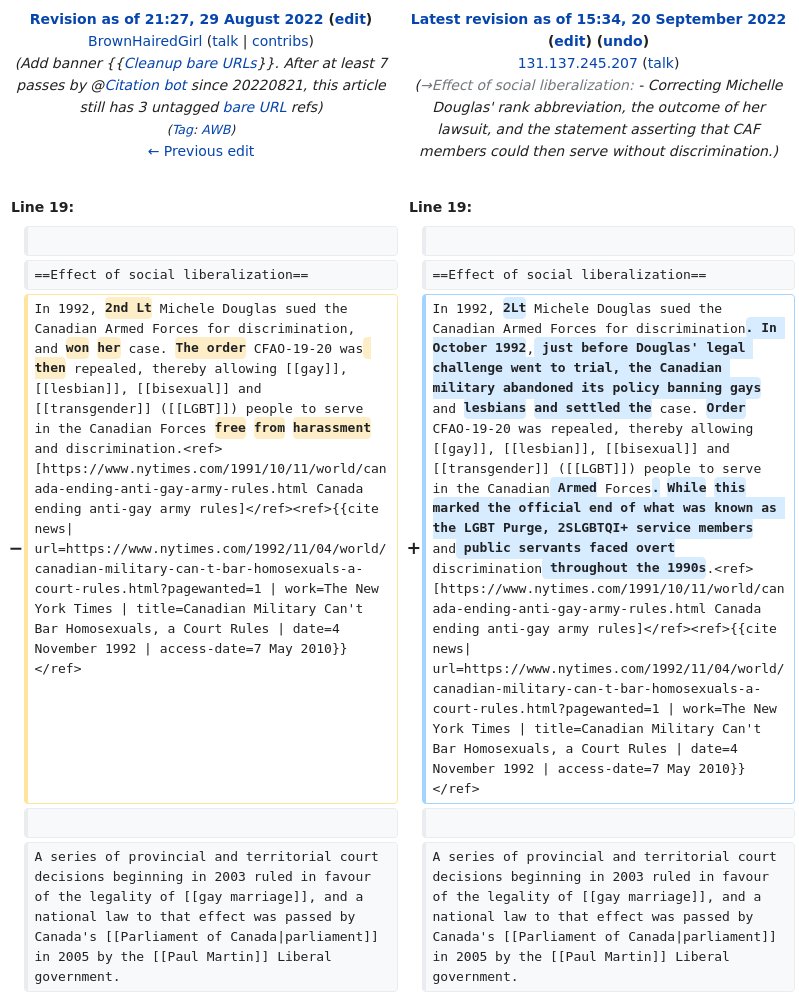 Revision as of 21:27, 29 August 2022 (edit)
BrownHairedGirl (talk | contribs)
(Add banner {{Cleanup bare URLs}}. After at least 7
passes by @Citation bot since 20220821, this article
still has 3 untagged bare URL refs)
(Tag: AWB)
← Previous edit
Latest revision as of 15:34, 20 September 2022
(edit) (undo)
131.137.245.207 (talk)
(→Effect of social liberalization: - Correcting Michelle
Douglas' rank abbreviation, the outcome of her
lawsuit, and the statement asserting that CAF
members could then serve without discrimination.)
Line 19:
==Effect of social liberalization==
−
In 1992, 2nd Lt Michele Douglas sued the
Canadian Armed Forces for discrimination,
and won her case. The order CFAO-19-20 was
then repealed, thereby allowing [[gay]],
[[lesbian]], [[bisexual]] and
[[transgender]] ([[LGBT]]) people to serve
in the Canadian Forces free from harassment
and discrimination.<ref>
[https://www.nytimes.com/1991/10/11/world/can
ada-ending-anti-gay-army-rules.html Canada
ending anti-gay army rules]</ref><ref>{{cite
news|
url=https://www.nytimes.com/1992/11/04/world/
canadian-military-can-t-bar-homosexuals-a-
court-rules.html?pagewanted=1 | work=The New
York Times | title=Canadian Military Can't
Bar Homosexuals, a Court Rules | date=4
November 1992 | access-date=7 May 2010}}
</ref>
A series of provincial and territorial court
decisions beginning in 2003 ruled in favour
of the legality of [[gay marriage]], and a
national law to that effect was passed by
Canada's [[Parliament of Canada|parliament]]
in 2005 by the [[Paul Martin]] Liberal
government.
Line 19:
==Effect of social liberalization==
+
In 1992, 2Lt Michele Douglas sued the
Canadian Armed Forces for discrimination. In
October 1992, just before Douglas' legal
challenge went to trial, the Canadian
military abandoned its policy banning gays
and lesbians and settled the case. Order
CFAO-19-20 was repealed, thereby allowing
[[gay]], [[lesbian]], [[bisexual]] and
[[transgender]] ([[LGBT]]) people to serve
in the Canadian Armed Forces. While this
marked the official end of what was known as
the LGBT Purge, 2SLGBTQI+ service members
and public servants faced overt
discrimination throughout the 1990s.<ref>
[https://www.nytimes.com/1991/10/11/world/can
ada-ending-anti-gay-army-rules.html Canada
ending anti-gay army rules]</ref><ref>{{cite
news|
url=https://www.nytimes.com/1992/11/04/world/
canadian-military-can-t-bar-homosexuals-a-
court-rules.html?pagewanted=1 | work=The New
York Times | title=Canadian Military Can't
Bar Homosexuals, a Court Rules | date=4
November 1992 | access-date=7 May 2010}}
</ref>
A series of provincial and territorial court
decisions beginning in 2003 ruled in favour
of the legality of [[gay marriage]], and a
national law to that effect was passed by
Canada's [[Parliament of Canada|parliament]]
in 2005 by the [[Paul Martin]] Liberal
government.